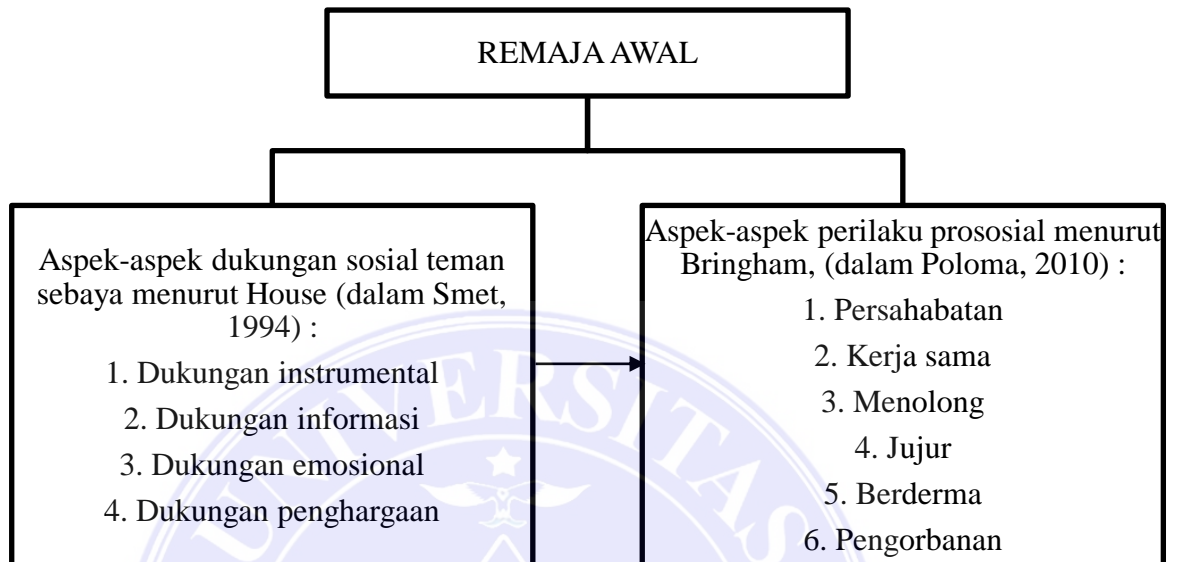 REMAJA AWAL
Aspek-aspek dukungan sosial teman
sebaya menurut House (dalam Smet,
1994) :
1. Dukungan instrumental
2. Dukungan informasi
3. Dukungan emosional
4. Dukungan penghargaan
Aspek-aspek perilaku prososial menurut
Bringham, (dalam Poloma, 2010) :
1. Persahabatan
2. Kerja sama
3. Menolong
4. Jujur
5. Berderma
6. Pengorbanan
UNIVERSITAS